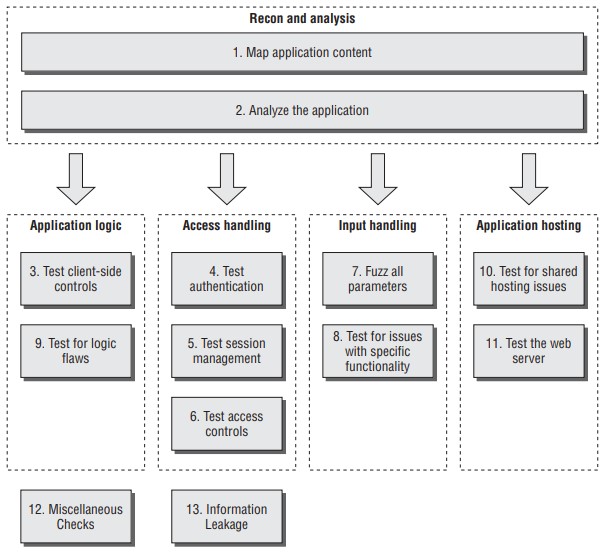 Recon and analysis
1. Map application content
2. Analyze the application
Application logic
3. Test client-side
controls
9. Test for logic
flaws
Access handling
4. Test
authentication
5. Test session
management
6. Test access
controls
Input handling
7. Fuzz all
parameters
8. Test for issues
with specific
functionality
Application hosting
10. Test for shared
hosting issues
11. Test the web
server
12. Miscellaneous
Checks
13. Information
Leakage